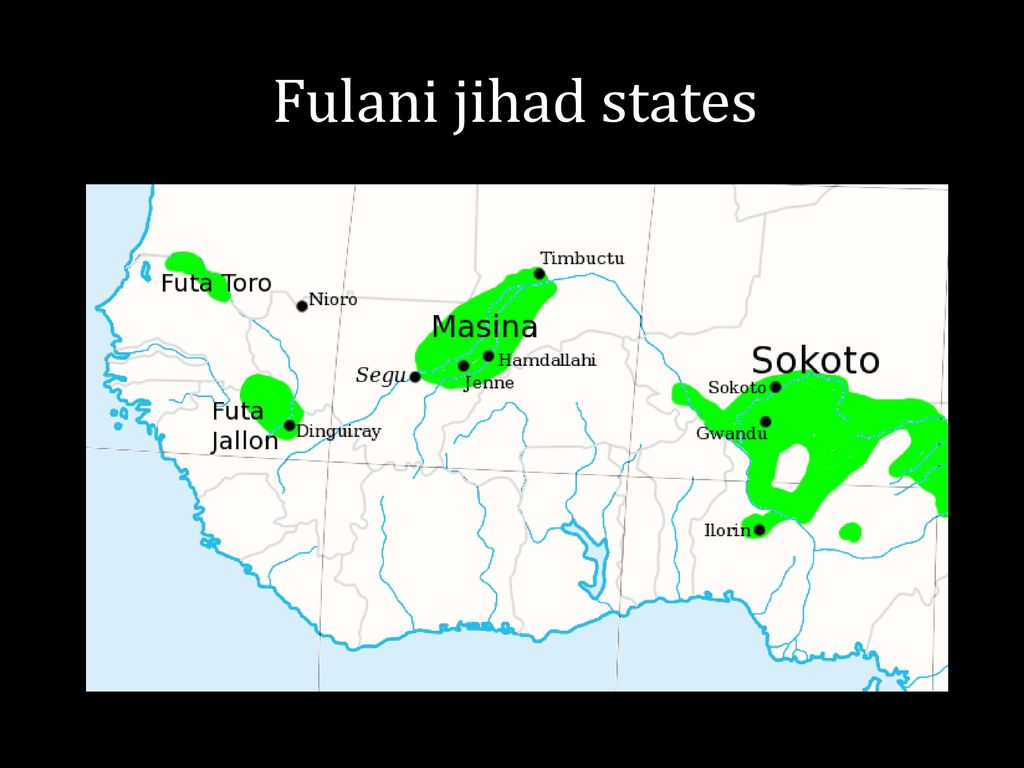 Fulani jihad states
Timbuctu
Futa Toro
Nioro
Masina
Hamdallahi
Segu
Jenne
Sokoto
Sokoto
Futa
Jallon
Dinguiray
Gwandu
Ilorin